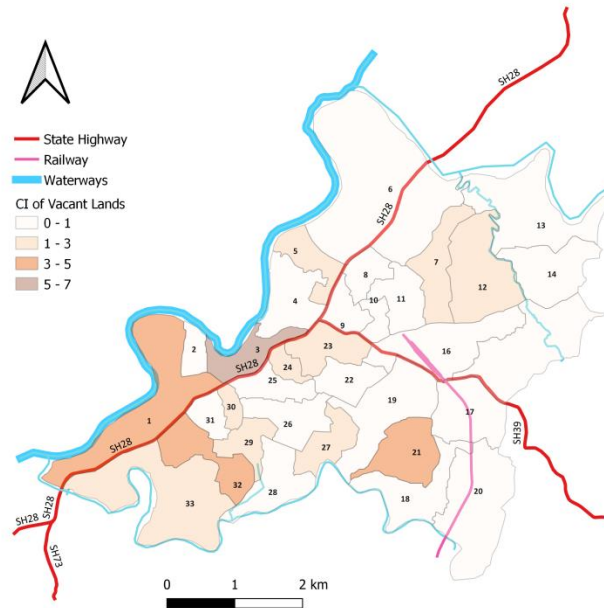 SH28
State Highway
Railway
Waterways
CI of Vacant Lands
0 - 1
1 - 3
3 - 5
5 - 7
6
SH28
13
5
7
8
14
12
4
10
11
9
2
3
23
16
SH28
24
25
22
1
30
19
31
26
17
SH39
SH28
29
27
21
32
28
18
20
33
SH28
SH28
SH73
0
1
2 km